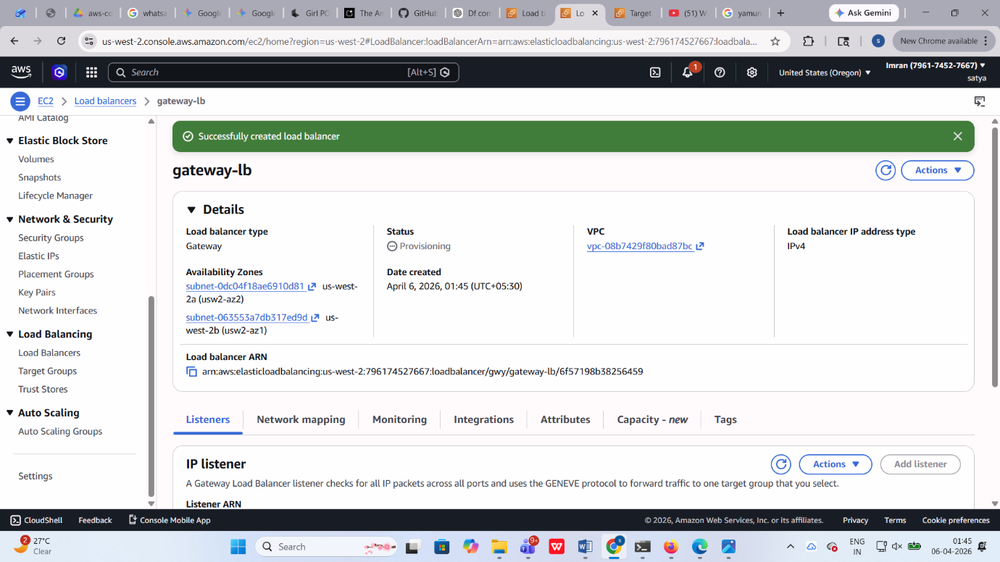 aws-co
whatsa
Google
Google
Girl PO
The An
GitHub
Df com
Load b
Lo
Target
(51) W
yamun
Ask Gemini
us-west-2.console.aws.amazon.com/ec2/home?region=us-west-2#LoadBalancer:loadBalancerArn=arn:aws:elasticloadbalancing:us-west-2:796174527667:loadbala...
S
New Chrome available
aws
Search
[Alt+S]
1
United States (Oregon)
Imran (7961-7452-7667)
satya
EC2
Load balancers
gateway-lb
AMI Catalog
Elastic Block Store
Volumes
Snapshots
Lifecycle Manager
Network & Security
Security Groups
Elastic IPs
Placement Groups
Key Pairs
Network Interfaces
Load Balancing
Load Balancers
Target Groups
Trust Stores
Auto Scaling
Auto Scaling Groups
Settings
Successfully created load balancer
gateway-lb
Actions
Details
Load balancer type
Gateway
Status
Provisioning
VPC
vpc-08b7429f80bad87bc
Load balancer IP address type
IPv4
Availability Zones
subnet-0dc04f18ae6910d81 us-west-
2a (usw2-az2)
subnet-063553a7db317ed9d us-
west-2b (usw2-az1)
Date created
April 6, 2026, 01:45 (UTC+05:30)
Load balancer ARN
arn:aws:elasticloadbalancing:us-west-2:796174527667:loadbalancer/gwy/gateway-lb/6f57198b38256459
Listeners
Network mapping
Monitoring
Integrations
Attributes
Capacity - new
Tags
IP listener
Actions
Add listener
A Gateway Load Balancer listener checks for all IP packets across all ports and uses the GENEVE protocol to forward traffic to one target group that you select.
Listener ARN
CloudShell
Feedback
Console Mobile App
© 2026, Amazon Web Services, Inc. or its affiliates.
Privacy
Terms
Cookie preferences
2
27°C
Clear
Search
9+
S
ENG
IN
01:45
06-04-2026